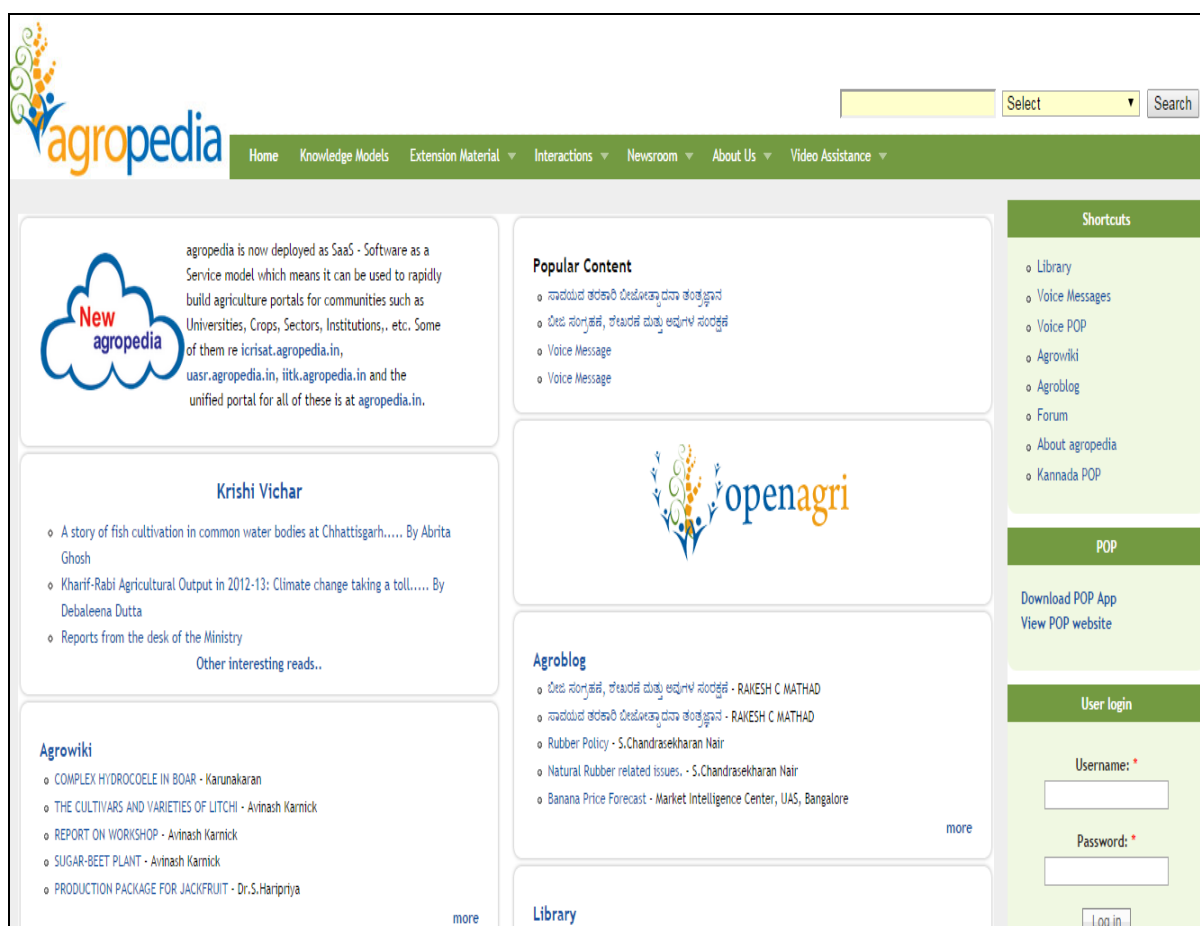 agropedia
Select
Search
Home
Knowledge Models
Extension Material
Interactions
Newsroom
About Us
Video Assistance
New
agropedia
agropedia is now deployed as SaaS - Software as a
Service model which means it can be used to rapidly
build agriculture portals for communities such as
Universities, Crops, Sectors, Institutions,. etc. Some
of them re icrisat.agropedia.in,
uasr.agropedia.in, iitk.agropedia.in and the
unified portal for all of these is at agropedia.in.
Krishi Vichar
A story of fish cultivation in common water bodies at Chhattisgarh..... By Abrita
Ghosh
Kharif-Rabi Agricultural Output in 2012-13: Climate change taking a toll..... By
Debaleena Dutta
Reports from the desk of the Ministry
Other interesting reads..
Agrowiki
COMPLEX HYDROCOELE IN BOAR - Karunakaran
THE CULTIVARS AND VARIETIES OF LITCHI - Avinash Karnick
REPORT ON WORKSHOP - Avinash Karnick
SUGAR-BEET PLANT - Avinash Karnick
PRODUCTION PACKAGE FOR JACKFRUIT - Dr.S.Haripriya
more
Popular Content
ಸಾವಯವ ತರಕಾರಿ ಬೀಜೋತ್ಪಾದನಾ ತಂತ್ರಜ್ಞಾನ
ಬೀಜ ಸಂಗ್ರಹಣೆ, ಶೇಖರಣೆ ಮತ್ತು ಅವುಗಳ ಸಂರಕ್ಷಣೆ
Voice Message
Voice Message
openagri
Agroblog
ಬೀಜ ಸಂಗ್ರಹಣೆ, ಶೇಖರಣೆ ಮತ್ತು ಅವುಗಳ ಸಂರಕ್ಷಣೆ - RAKESH C MATHAD
ಸಾವಯವ ತರಕಾರಿ ಬೀಜೋತ್ಪಾದನಾ ತಂತ್ರಜ್ಞಾನ - RAKESH C MATHAD
Rubber Policy - S.Chandrasekharan Nair
Natural Rubber related issues. - S.Chandrasekharan Nair
Banana Price Forecast - Market Intelligence Center, UAS, Bangalore
more
Library
Shortcuts
Library
Voice Messages
Voice POP
Agrowiki
Agroblog
Forum
About agropedia
Kannada POP
POP
Download POP App
View POP website
User login
Username: *
Password: *
Log in